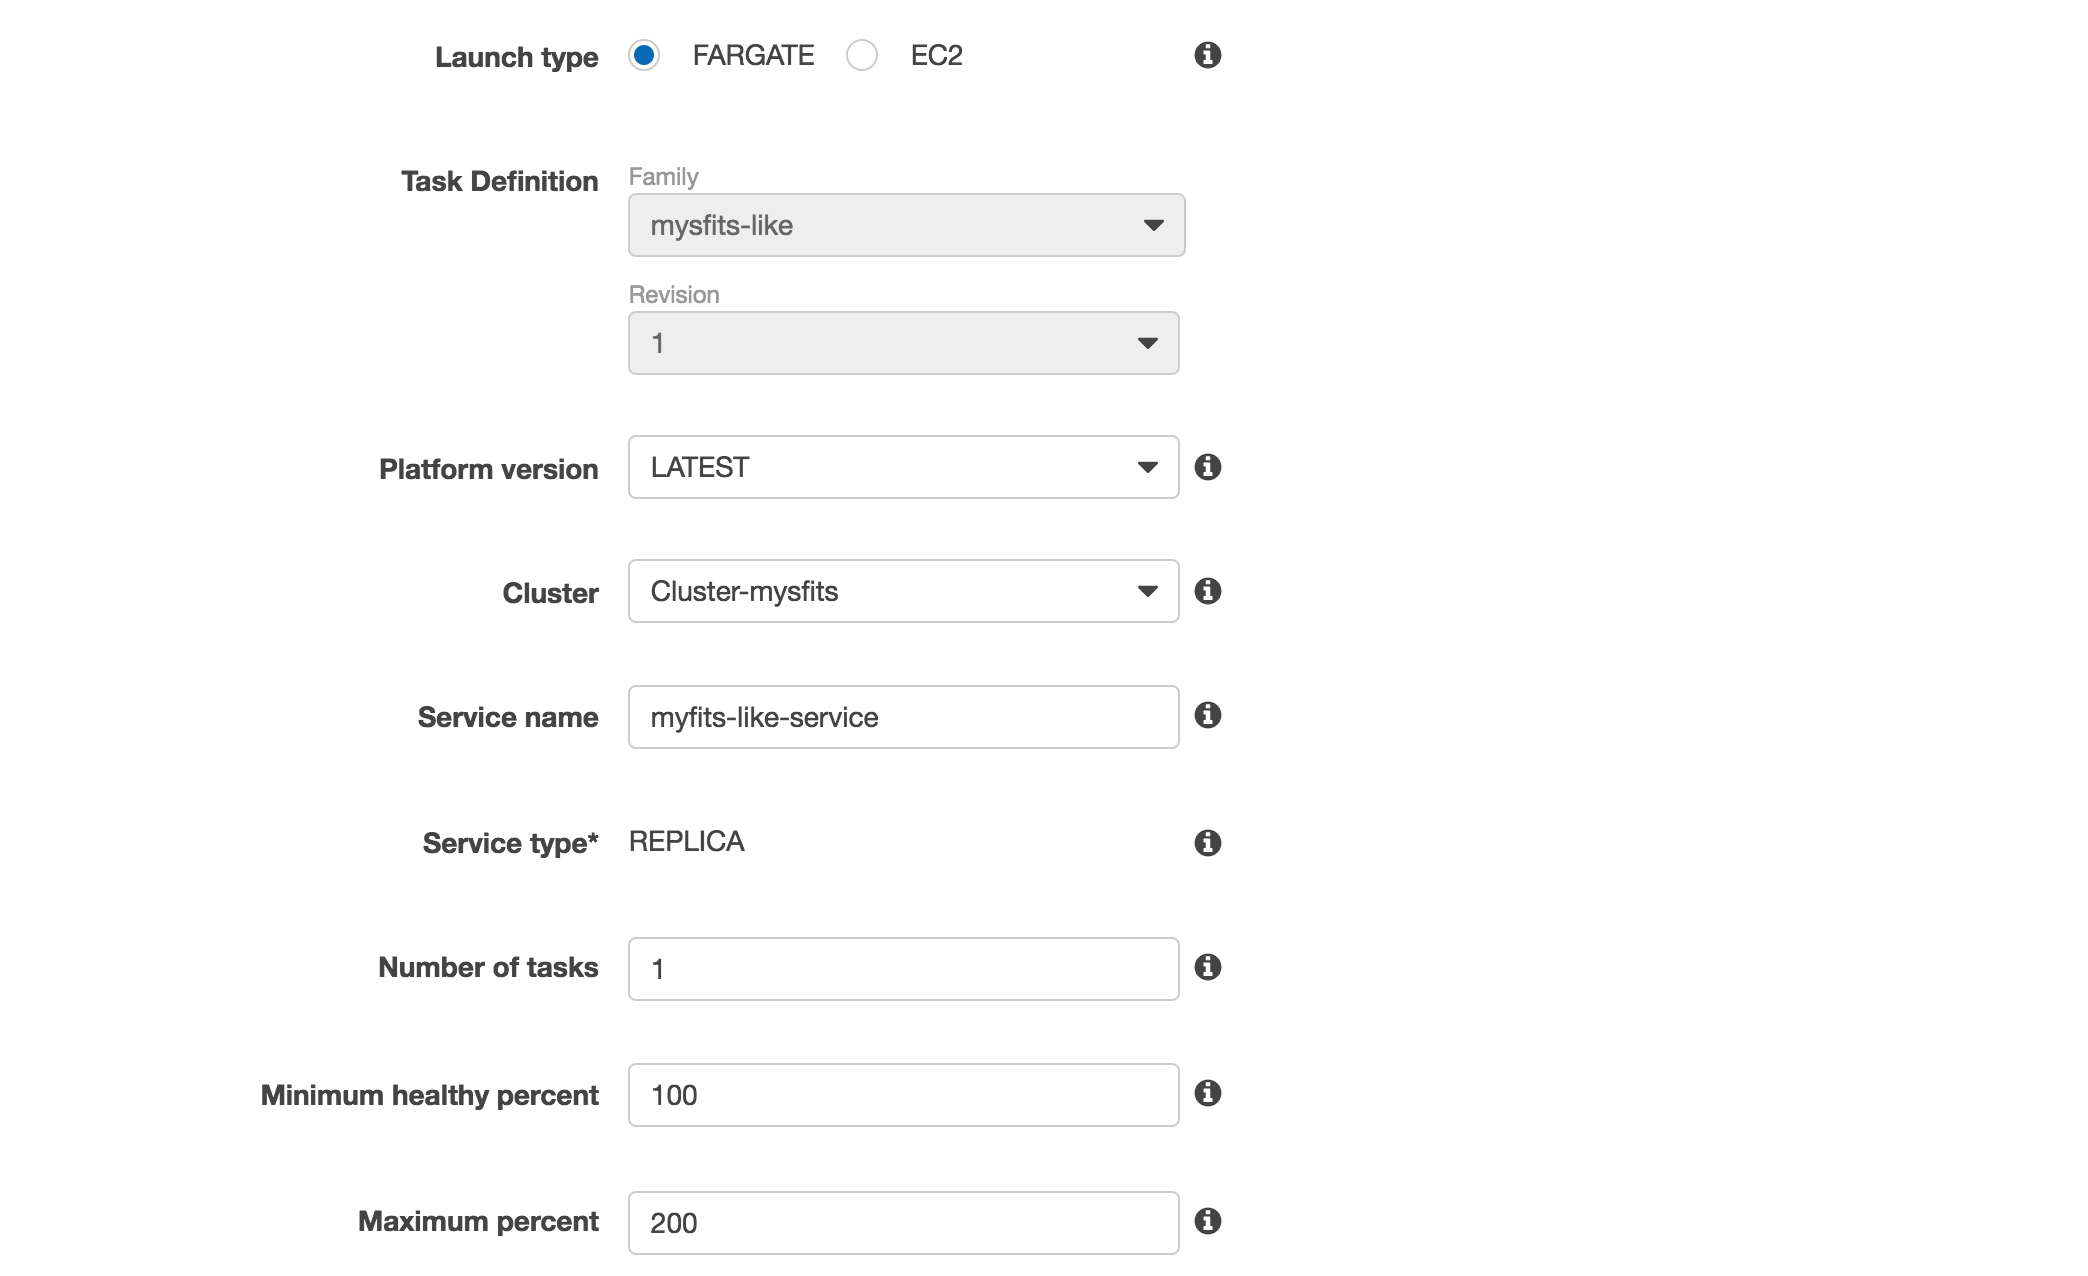 Launch type FARGATE EC2
Task Definition Family
mysfits-like
Revision
1
Platform version LATEST
Cluster Cluster-mysfits
Service name myfits-like-service
Service type* REPLICA
Number of tasks 1
Minimum healthy percent 100
Maximum percent 200